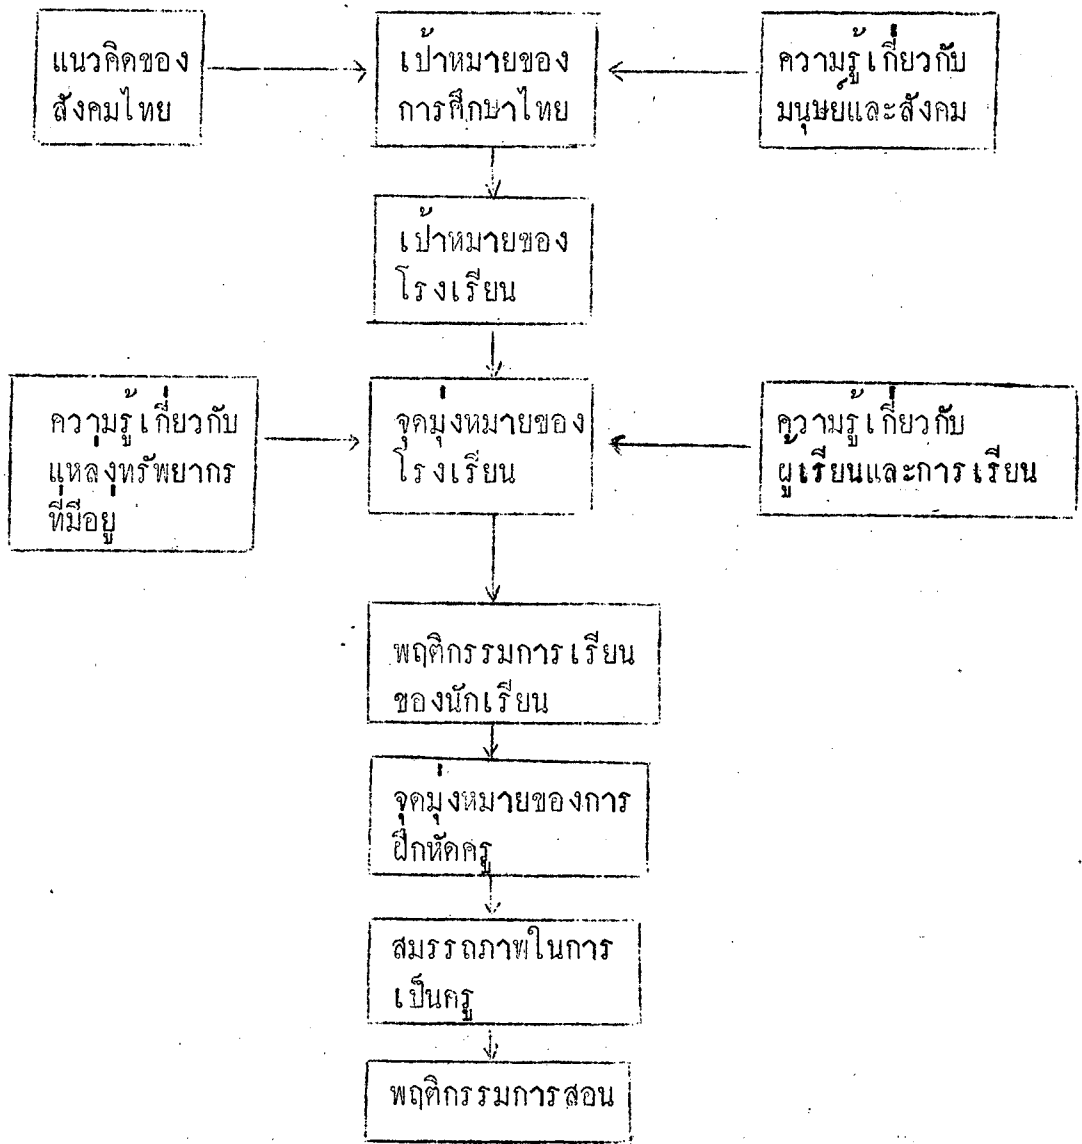 แนวคิดของ
สังคมไทย
เป้าหมายของ
การศึกษาไทย
ความรู้เกี่ยวกับ
มนุษย์และสังคม
เป้าหมายของ
โรงเรียน
ความรู้เกี่ยวกับ
แหล่งทรัพยากร
ที่มีอยู่
จุดมุ่งหมายของ
โรงเรียน
ความรู้เกี่ยวกับ
ผู้เรียนและการเรียน
พฤติกรรมการเรียน
ของนักเรียน
จุดมุ่งหมายของการ
ฝึกหัดครู
สมรรถภาพในการ
เป็นครู
พฤติกรรมการสอน